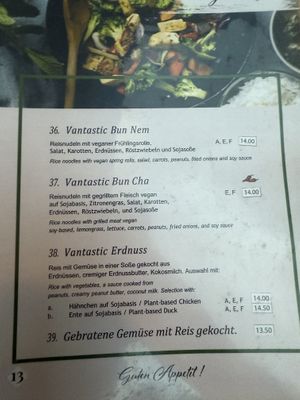 36. Vantastic Bun Nem
Reisnudeln mit veganer Frühlingsrolle, A, E, F 14.00
Salat, Karotten, Erdnüssen, Röstzwiebeln und Sojasoße
Rice noodles with vegan spring rolls, salad, carrots, peanuts, fried onions and soy sauce
37. Vantastic Bun Cha
Reisnudeln mit gegrilltem Fleisch vegan E, F 14.00
auf Sojabasis, Zitronengras, Salat, Karotten,
Erdnüssen, Röstzwiebeln, und Sojasoße
Rice noodles with grilled meat vegan
soy-based, lemongrass, lettuce, carrots, peanuts, fried onions, and soy sauce
38. Vantastic Erdnuss
Reis mit Gemüse in einer Soße gekocht aus
Erdnüssen, cremiger Erdnussbutter, Kokosmilch. Auswahl mit:
Rice with vegetables, a sauce cooked from
peanuts, creamy peanut butter, coconut milk. Selection with:
a. Hähnchen auf Sojabasis / Plant-based Chicken A, E, F 14.00
b. Ente auf Sojabasis / Plant-based Duck A, E, F 14.50
39. Gebratene Gemüse mit Reis gekocht. 13.50
13 Guten Appetit !